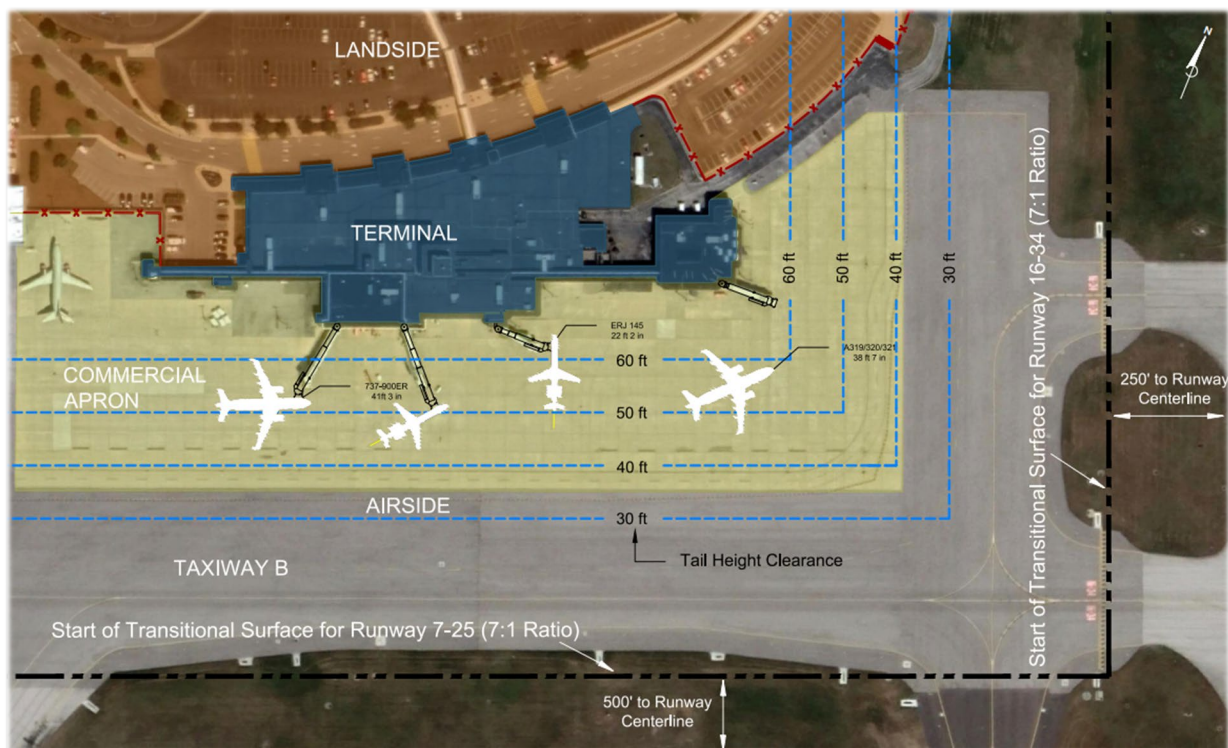 LANDSIDE
N
TERMINAL
60 ft
50 ft
40 ft
30 ft
Start of Transitional Surface for Runway 16-34 (7:1 Ratio)
ERJ 145
22 ft 2 in
A319/320/321
38 ft 7 in
60 ft
COMMERCIAL
APRON
737-900ER
41ft 3 in
50 ft
250' to Runway
Centerline
40 ft
AIRSIDE
30 ft
Tail Height Clearance
TAXIWAY B
Start of Transitional Surface for Runway 7-25 (7:1 Ratio)
500' to Runway
Centerline